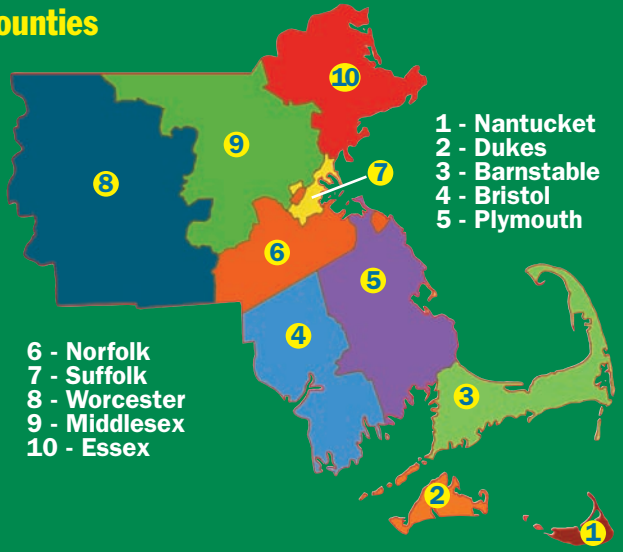 ounties
10
9
8
7
1 - Nantucket
2 - Dukes
3 - Barnstable
4 - Bristol
5 - Plymouth
6
5
4
3
6 - Norfolk
7 - Suffolk
8 - Worcester
9 - Middlesex
10 - Essex
2
1